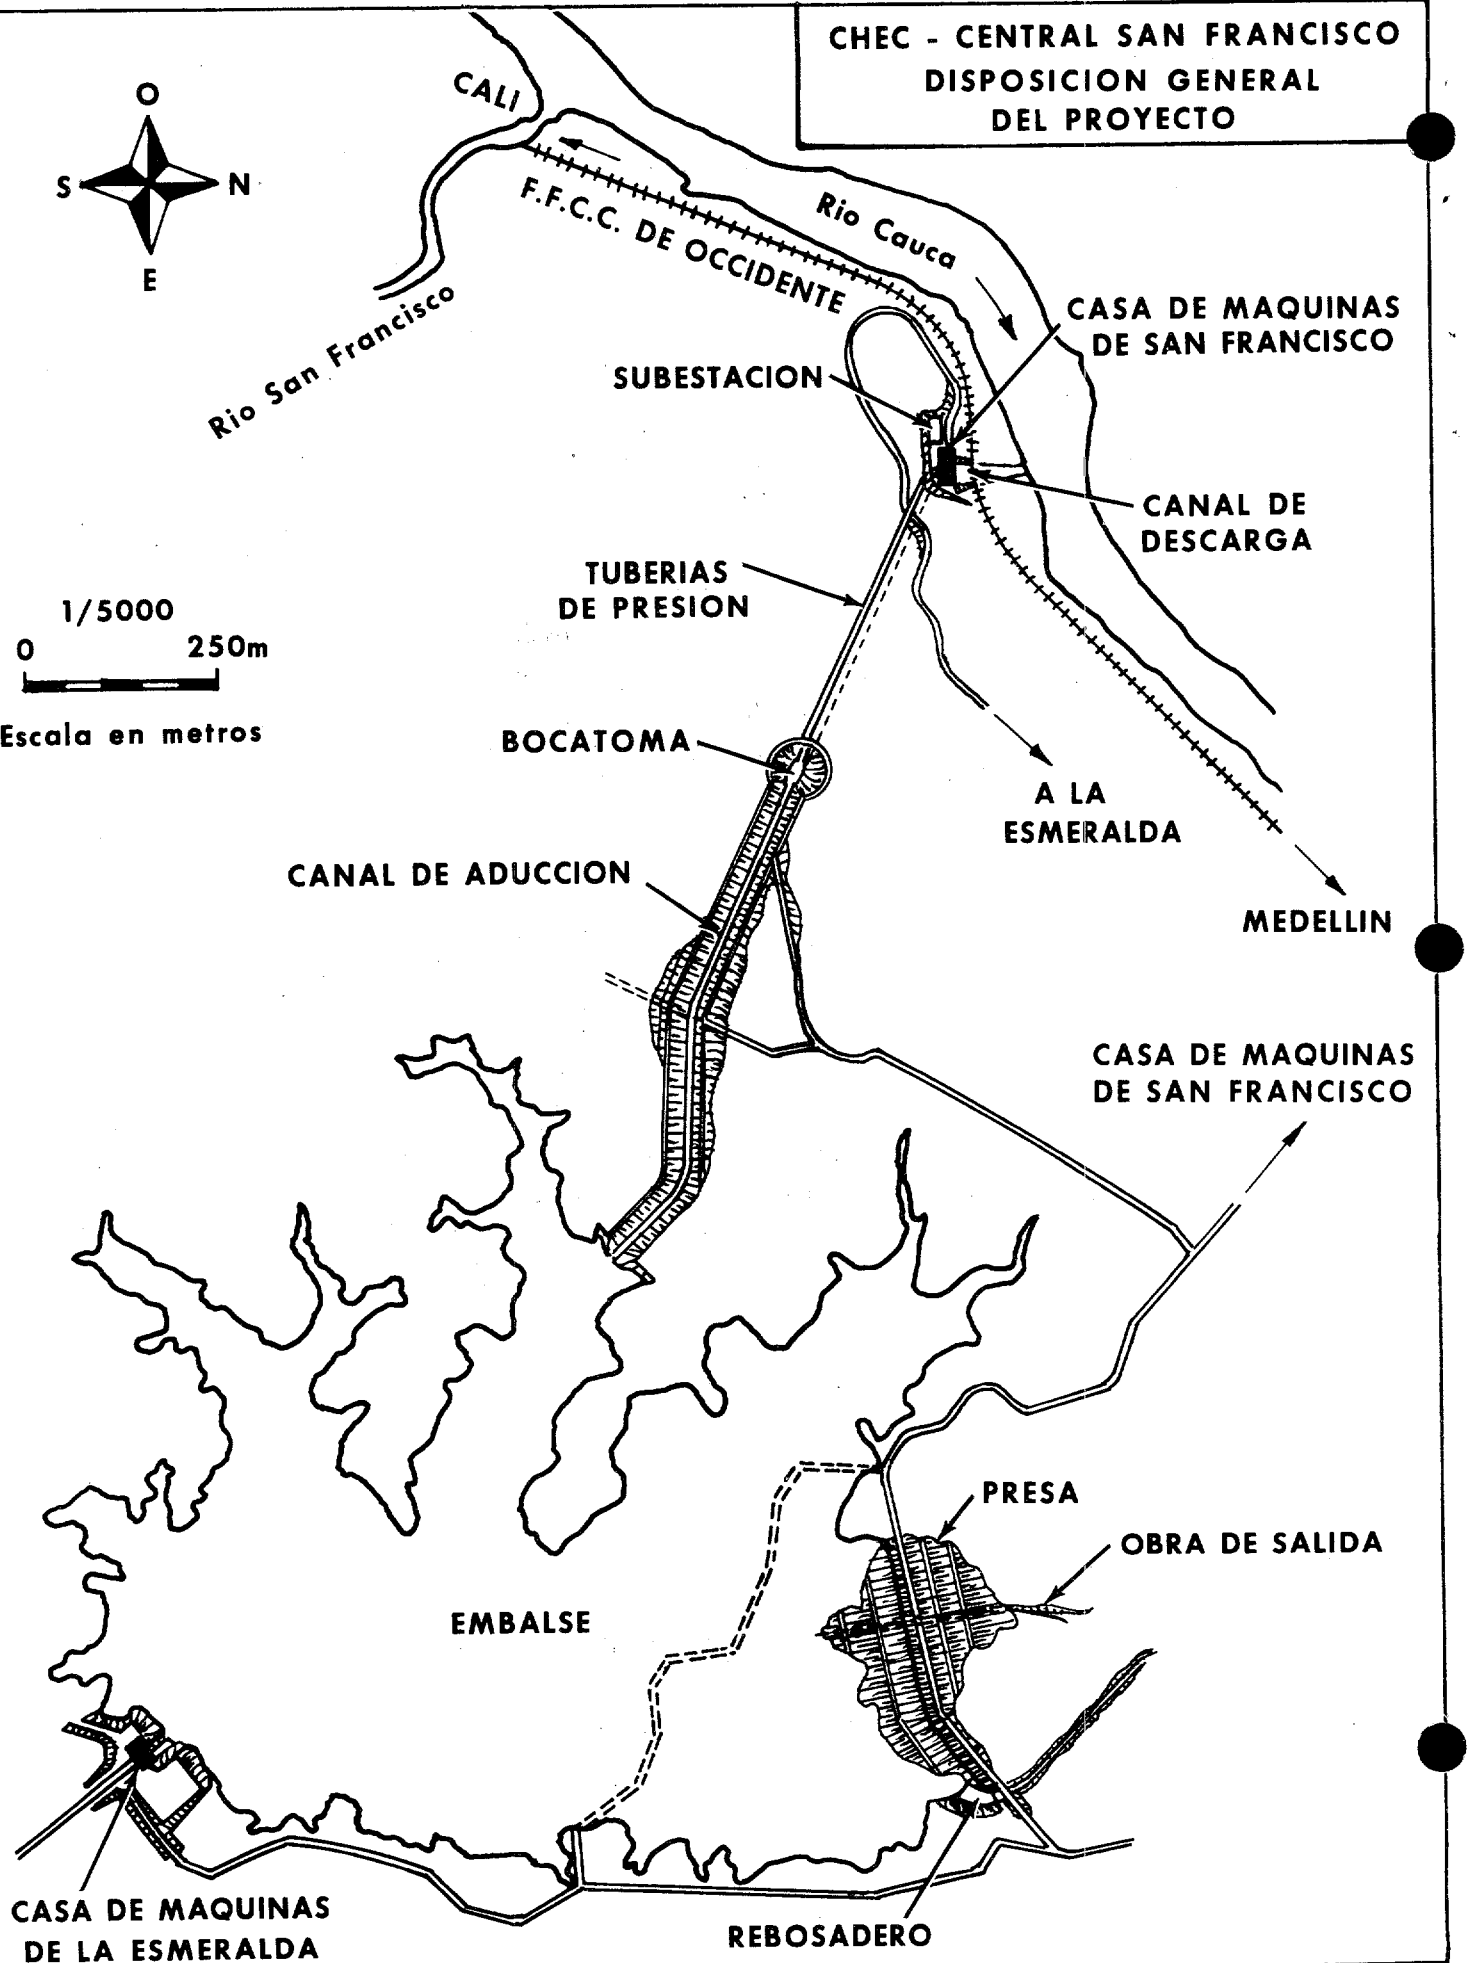 CHEC - CENTRAL SAN FRANCISCO
DISPOSICION GENERAL
DEL PROYECTO
O
S
N
E
CALI
F.F.C.C. DE OCCIDENTE
Rio Cauca
Rio San Francisco
CASA DE MAQUINAS
DE SAN FRANCISCO
SUBESTACION
CANAL DE
DESCARGA
TUBERIAS
DE PRESION
1/5000
0 250m
Escala en metros
BOCATOMA
A LA
ESMERALDA
CANAL DE ADUCCION
MEDELLIN
CASA DE MAQUINAS
DE SAN FRANCISCO
PRESA
OBRA DE SALIDA
EMBALSE
CASA DE MAQUINAS
DE LA ESMERALDA
REBOSADERO